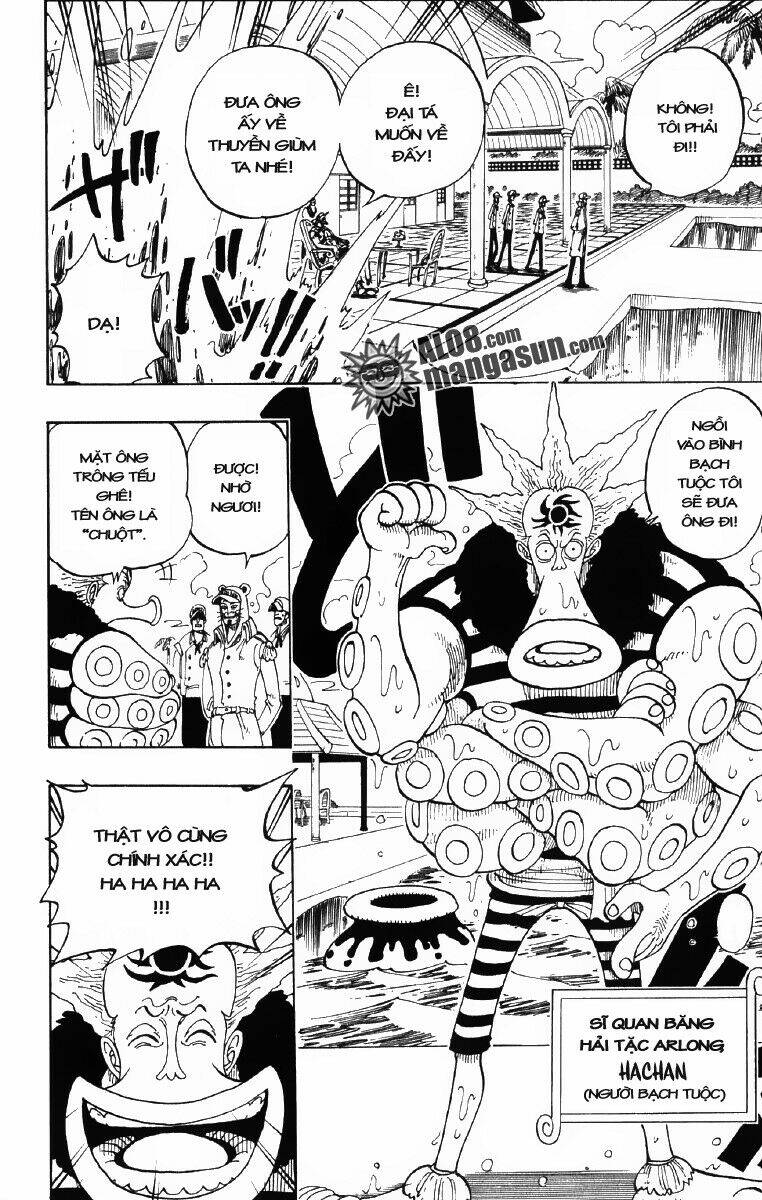 KHÔNG!
TÔI PHẢI
ĐI!!
Ê!
ĐẠI TÁ
MUỐN VỀ
ĐẤY!
ĐƯA ÔNG
ẤY VỀ
THUYỀN GIÙM
TA NHÉ!
DẠ!
AL08.com
mangasun.com
NGỒI
VÀO BÌNH
BẠCH
TUỘC TÔI
SẼ ĐƯA
ÔNG ĐI!
ĐƯỢC!
NHỜ
NGƯƠI!
MẶT ÔNG
TRÔNG TẾU
GHÊ!
TÊN ÔNG LÀ
"CHUỘT".
THẬT VÔ CÙNG
CHÍNH XÁC!!
HA HA HA HA
!!!
SĨ QUAN BĂNG
HẢI TẶC ARLONG,
HACHAN
(NGƯỜI BẠCH TUỘC)